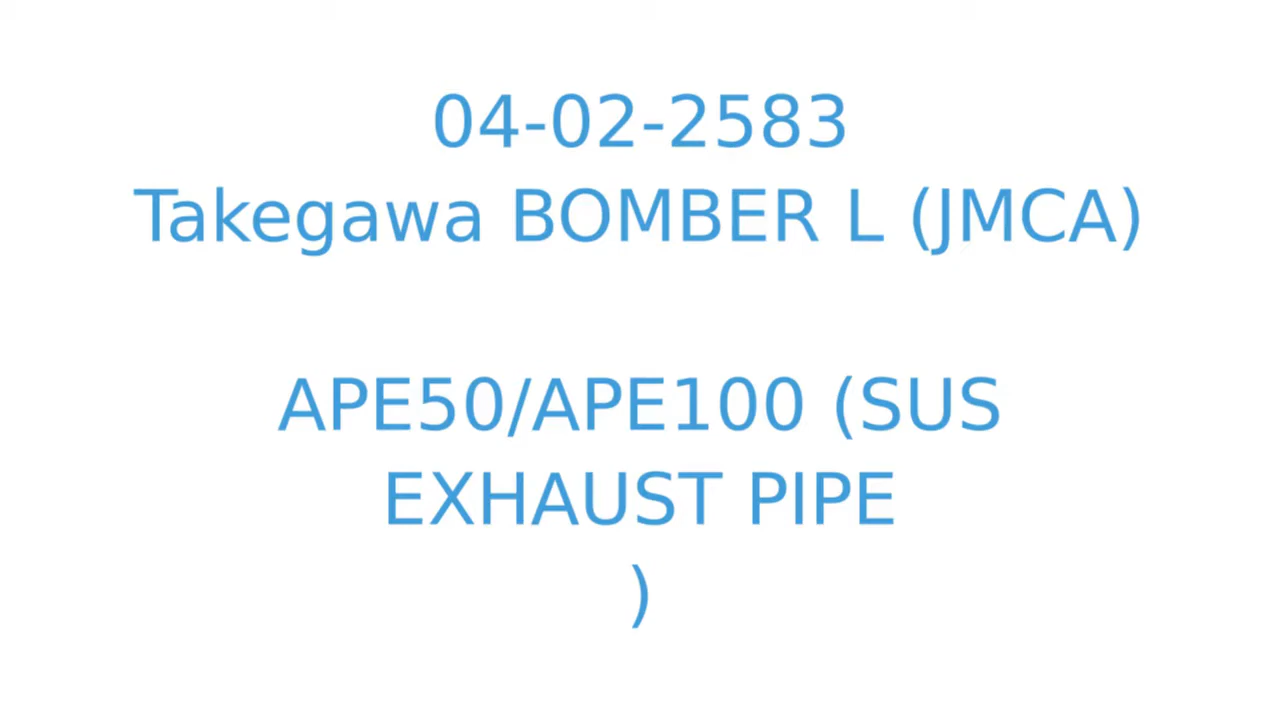 04-02-2583
Takegawa BOMBER L (JMCA)
APE50/APE100 (SUS
EXHAUST PIPE
)